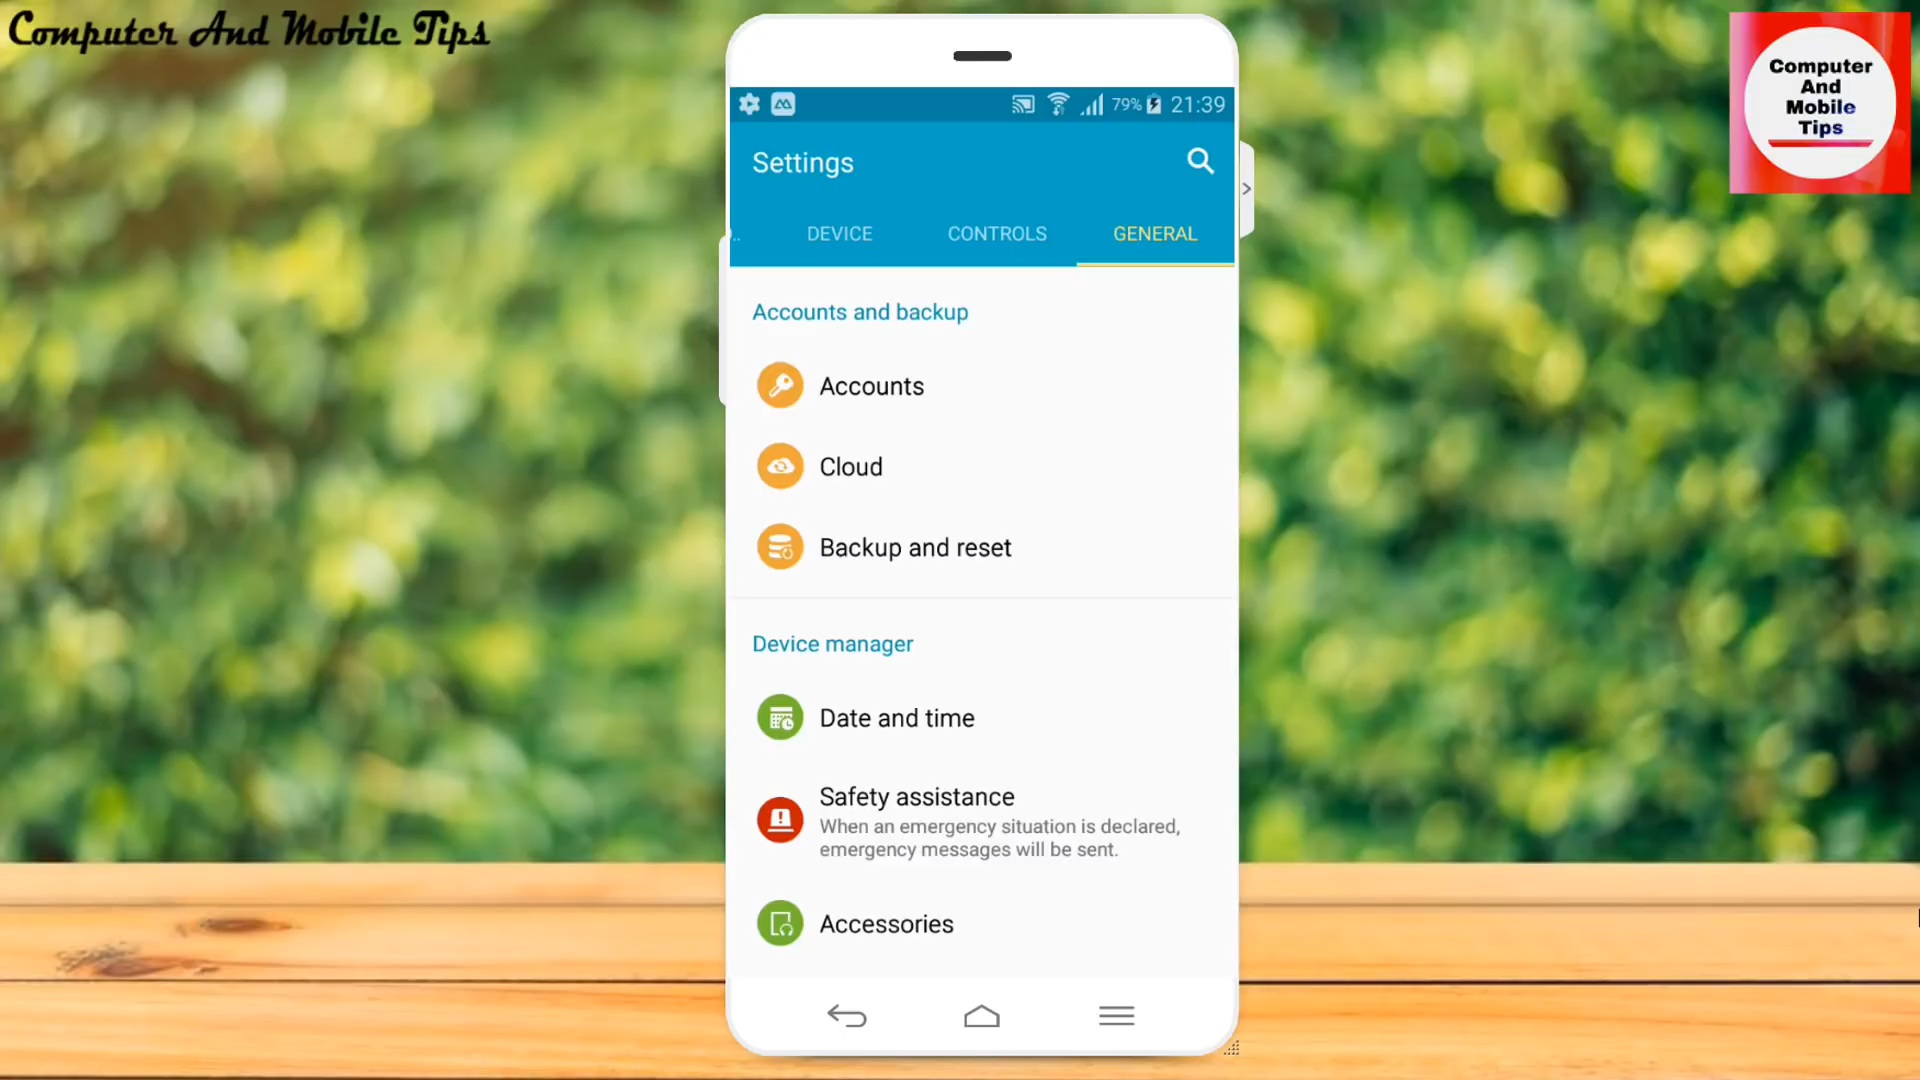 Computer And Mobile Tips
Computer
And
Mobile
Tips
79% 21:39
Settings
.. DEVICE CONTROLS GENERAL
Accounts and backup
Accounts
Cloud
Backup and reset
Device manager
Date and time
Safety assistance
When an emergency situation is declared,
emergency messages will be sent.
Accessories